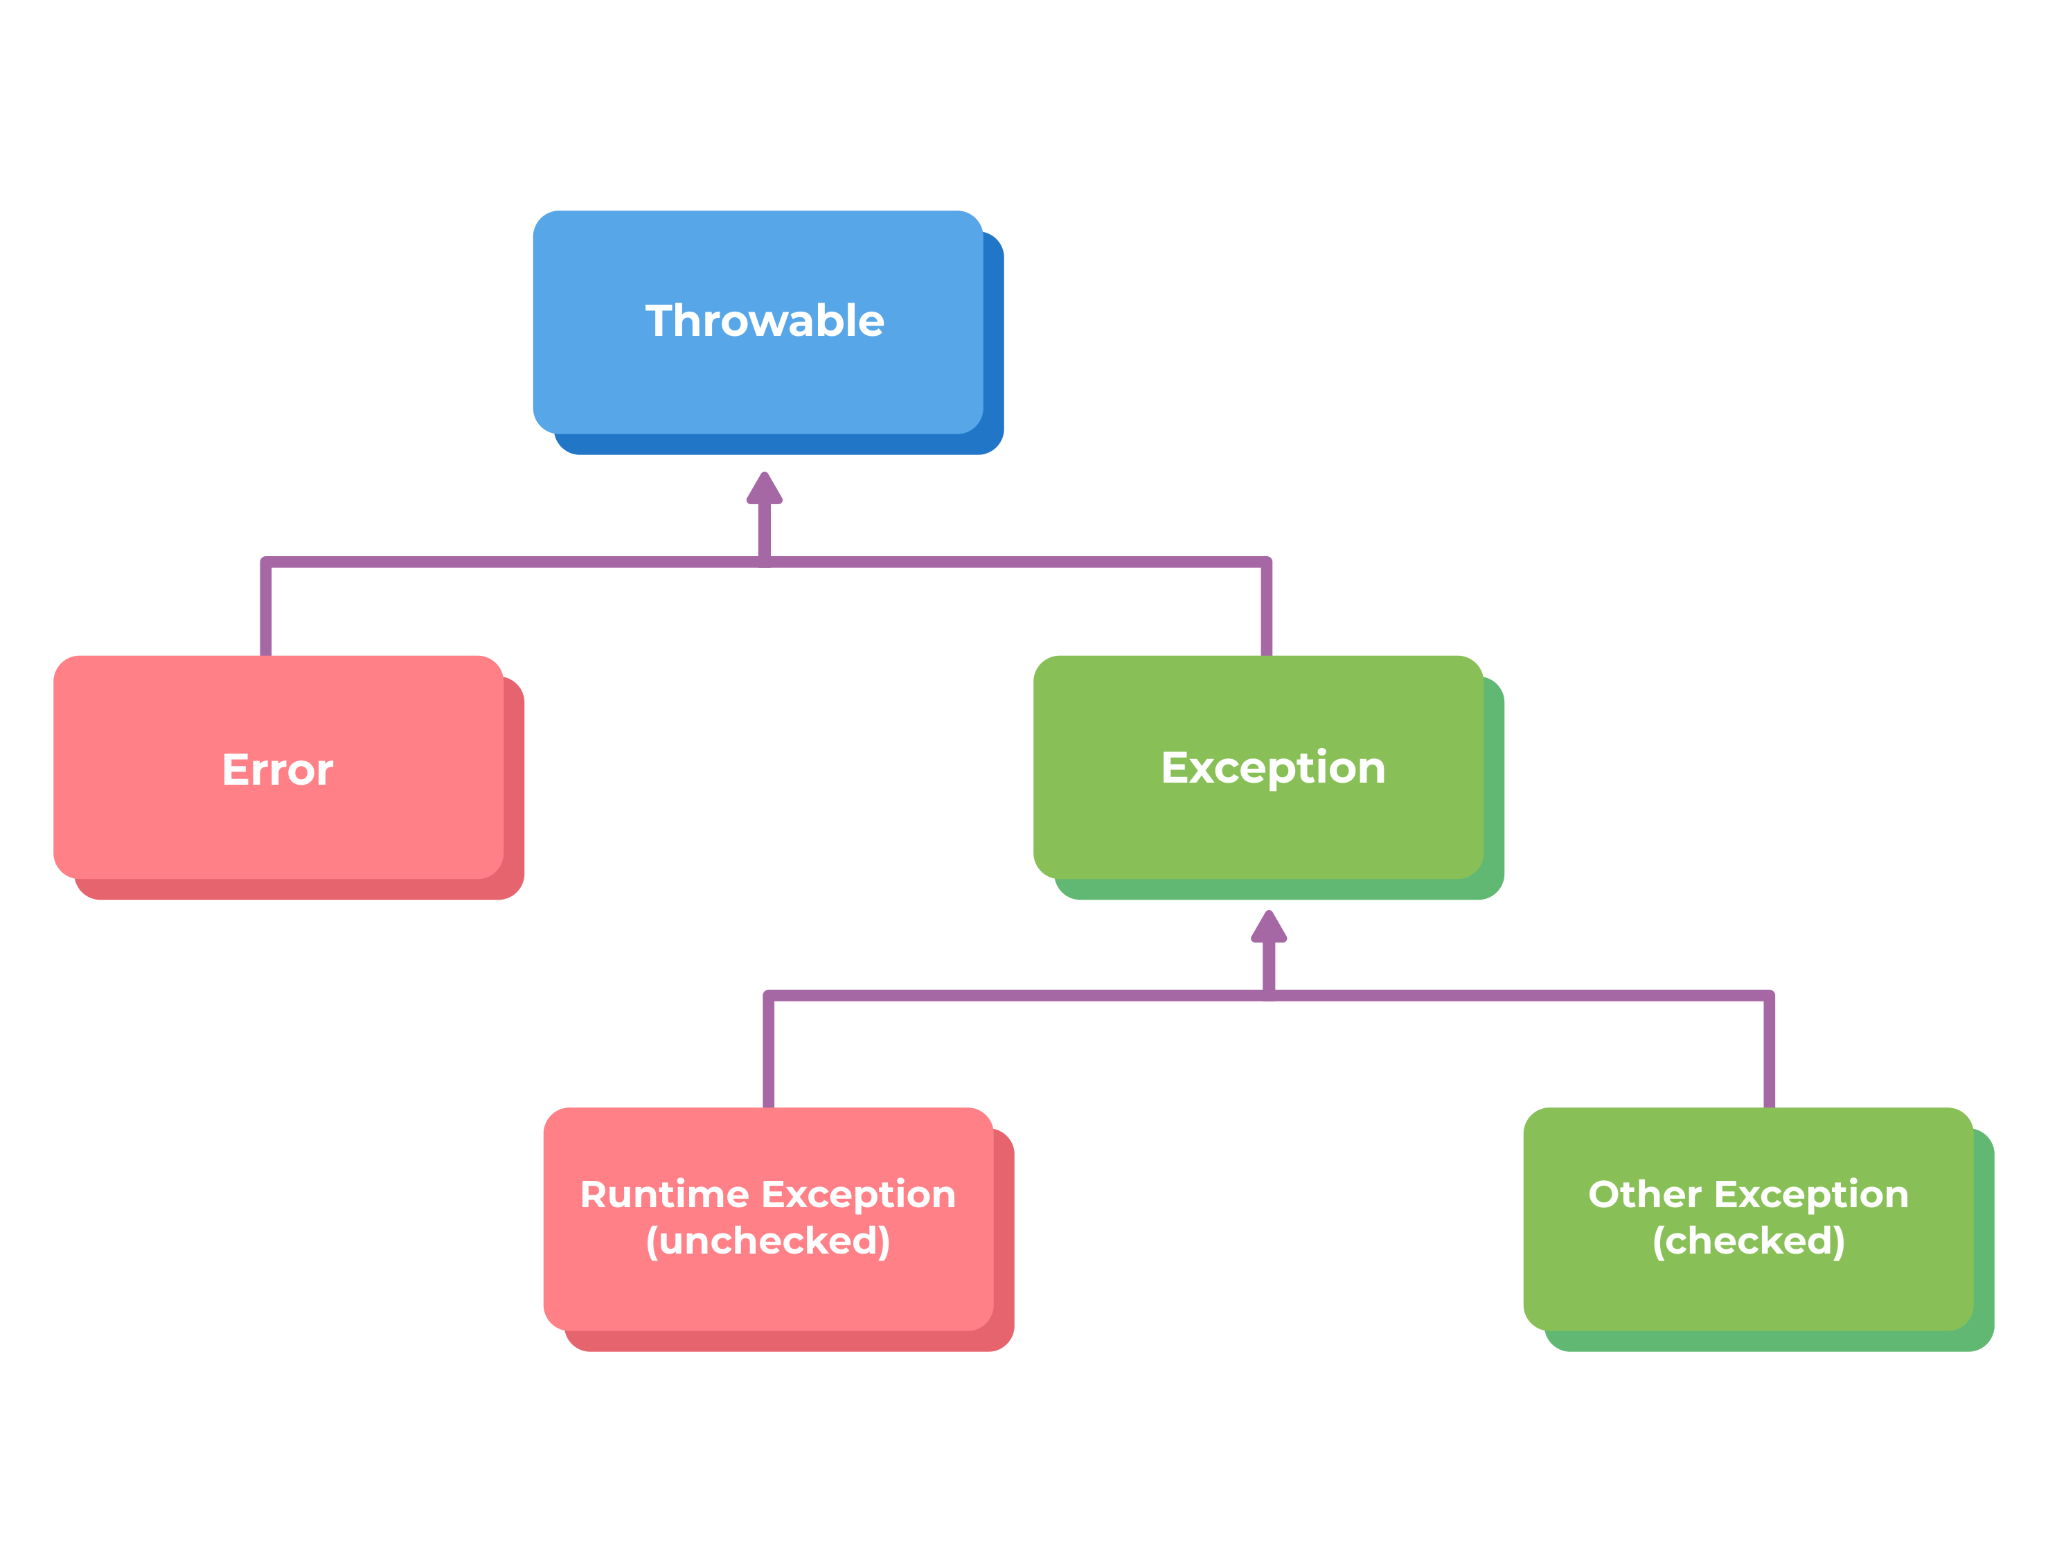 Throwable
Error
Exception
Runtime Exception
(unchecked)
Other Exception
(checked)